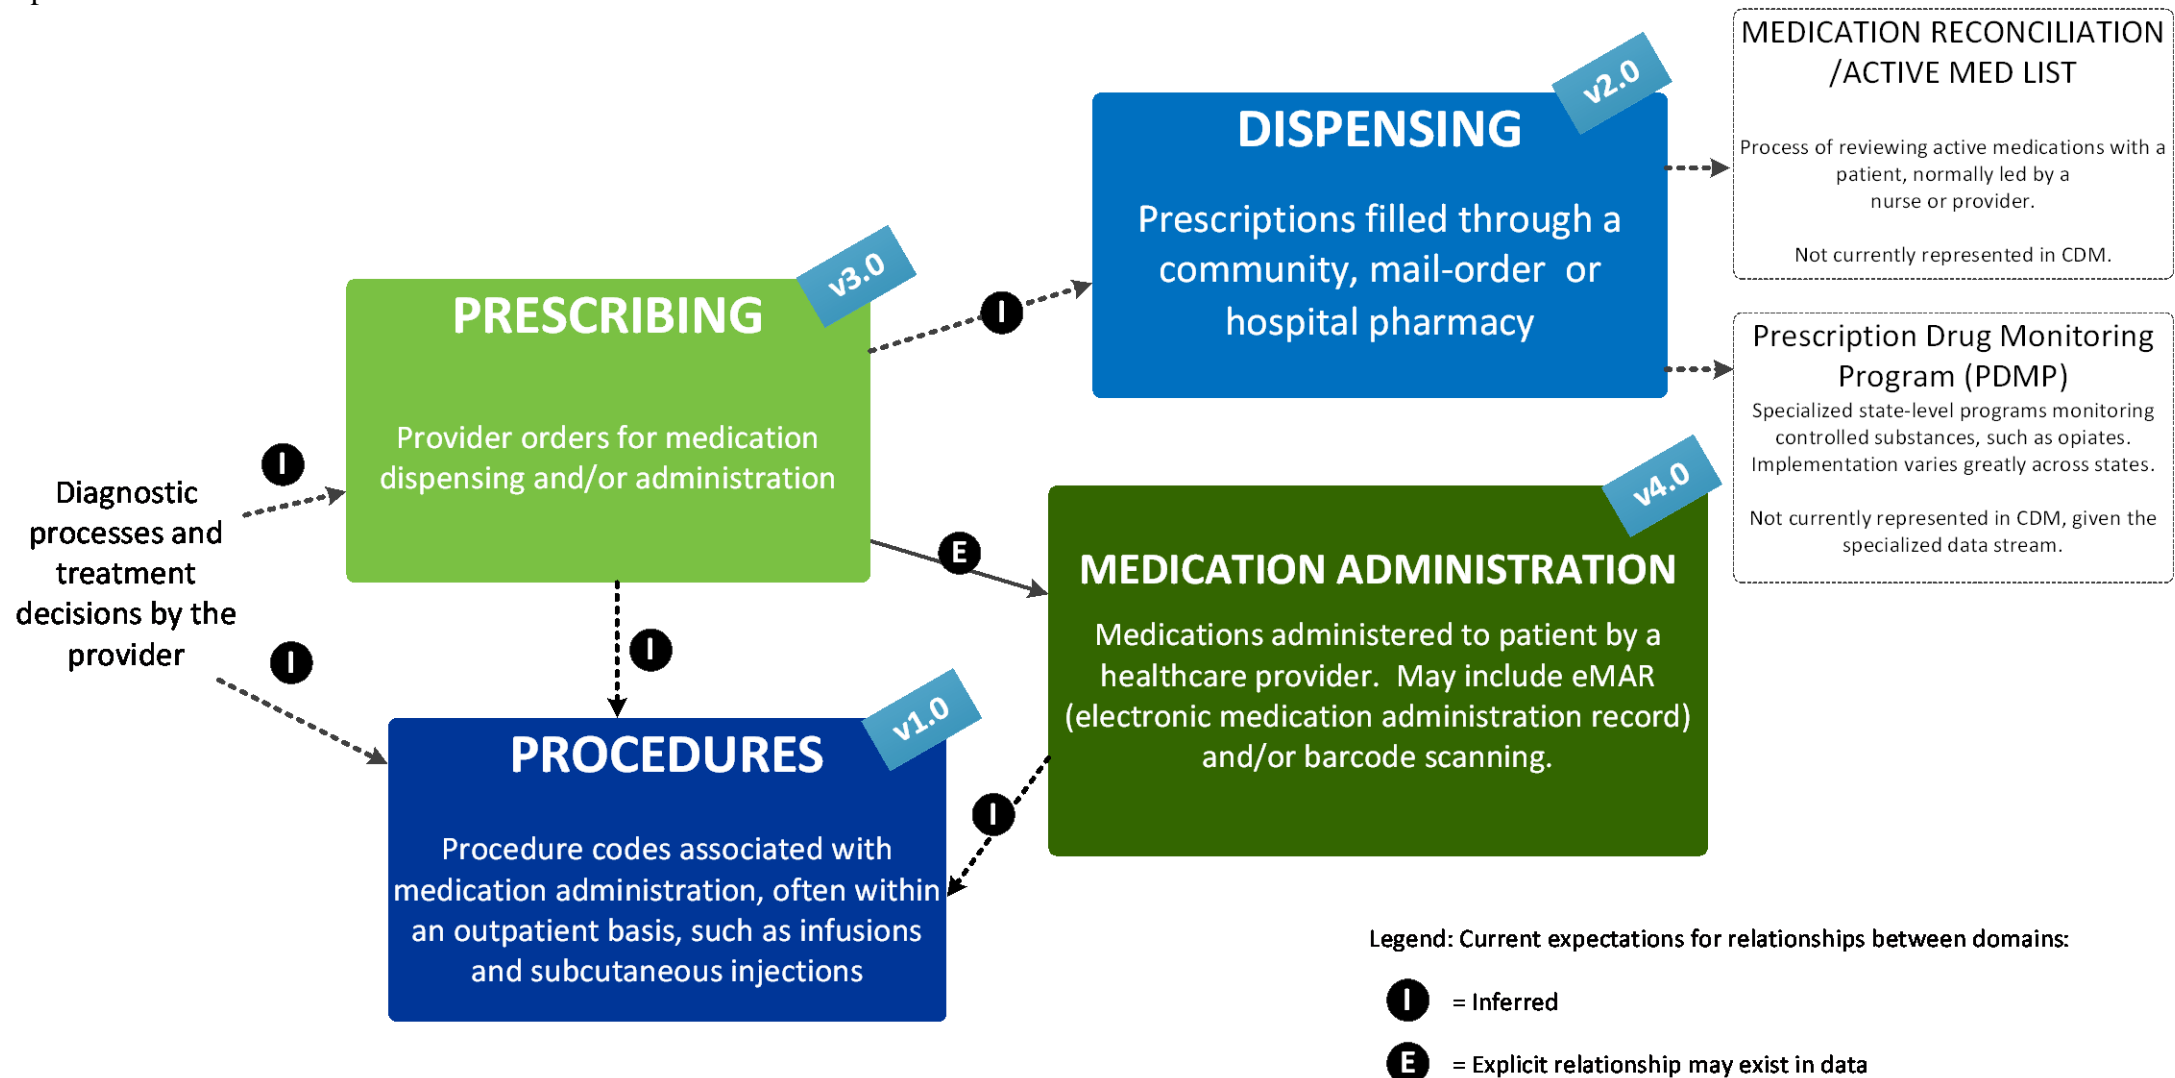 MEDICATION RECONCILIATION
/ACTIVE MED LIST
Process of reviewing active medications with a
patient, normally led by a
nurse or provider.
Not currently represented in CDM.
v2.0
DISPENSING
Prescriptions filled through a
community, mail-order or
hospital pharmacy
v3.0
PRESCRIBING
Provider orders for medication
dispensing and/or administration
I
Prescription Drug Monitoring
Program (PDMP)
Specialized state-level programs monitoring
controlled substances, such as opiates.
Implementation varies greatly across states.
Not currently represented in CDM, given the
specialized data stream.
I
Diagnostic
processes and
treatment
decisions by the
provider
I
E
v4.0
MEDICATION ADMINISTRATION
Medications administered to patient by a
healthcare provider. May include eMAR
(electronic medication administration record)
and/or barcode scanning.
I
I
v1.0
PROCEDURES
Procedure codes associated with
medication administration, often within
an outpatient basis, such as infusions
and subcutaneous injections
Legend: Current expectations for relationships between domains:
I = Inferred
E = Explicit relationship may exist in data